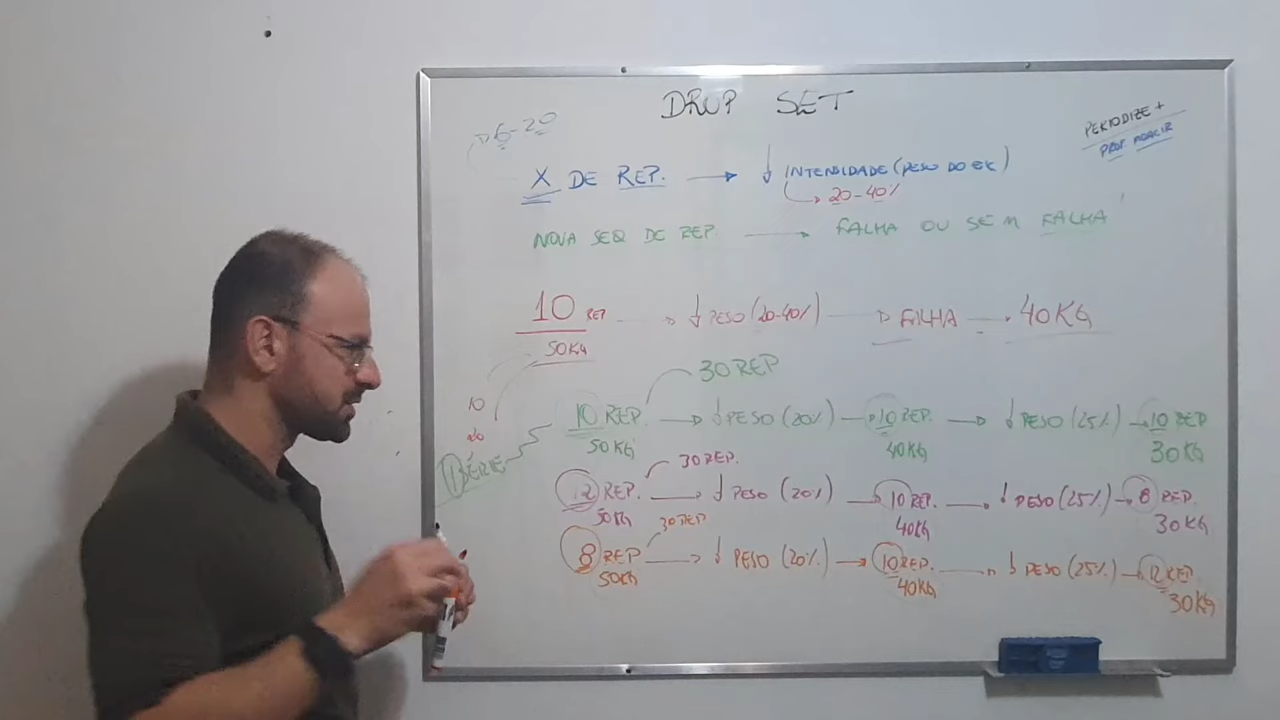 DROP SET
PERIODIZE +
PROF. MOACIR
6-20
X DE REP. → ↓ INTENSIDADE (PESO DO EX)
20-40%
NOVA SEQ DE REP. → FALHA OU SEM FALHA
10 REP → ↓ PESO (20-40%) → FALHA → 40KG
50KG
30 REP
10
20
10 REP. → ↓ PESO (20%) → 10 REP. → ↓ PESO (25%) → 10 REP
50KG 40KG 30KG
1 SÉRIE
30 REP.
12 REP. → ↓ PESO (20%) → 10 REP. → ↓ PESO (25%) → 8 REP.
50KG 40KG 30KG
30 REP
8 REP → ↓ PESO (20%) → 10 REP. → ↓ PESO (25%) → 12 REP.
50KG 40KG 30KG